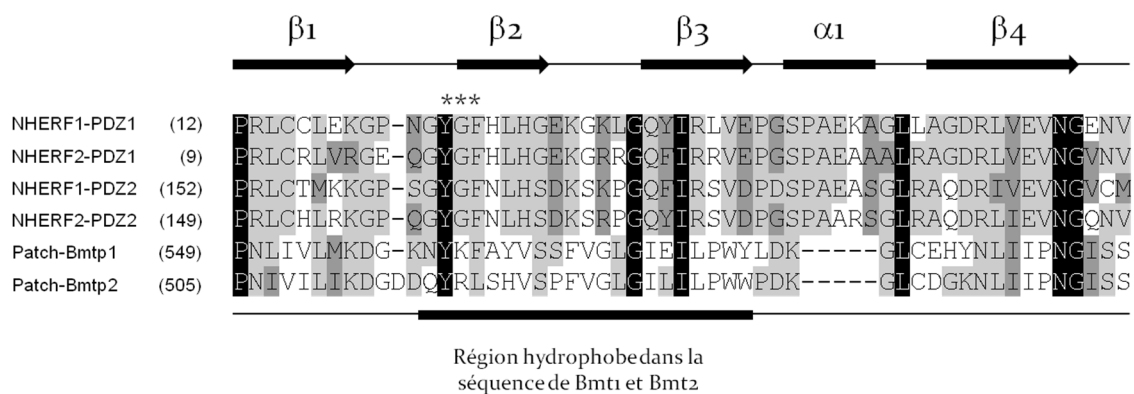 β1 β2 β3 α1 β4
***
NHERF1-PDZ1 (12) PRLCCLEKGP-NGYGFHLHGEKGKLGQYIRLVEPGSPAEKAGLLAGDRLVEVNGENV
NHERF2-PDZ1 (9) PRLCRLVRGE-QGYGFHLHGEKGRRGQFIRRVEPGSPAEAAALRAGDRLVEVNGVNV
NHERF1-PDZ2 (152) PRLCTMKKGP-SGYGFNLHSDKSKPGQFIRSVDPDSPAEASGLRAQDRIVEVNGVCM
NHERF2-PDZ2 (149) PRLCHLRKGP-QGYGFNLHSDKSRPGQYIRSVDPGSPAARSGLRAQDRLIEVNGQNV
Patch-Bmtp1 (549) PNLIVLMKDG-KNYKFAYVSSFVGLGIEILPWYLDK-----GLCEHYNLIIPNGISS
Patch-Bmtp2 (505) PNIVILIKDGDDQYRLSHVSPFVGLGILILPWWPDK-----GLCDGKNLIIPNGISS
Région hydrophobe dans la
séquence de Bmt1 et Bmt2